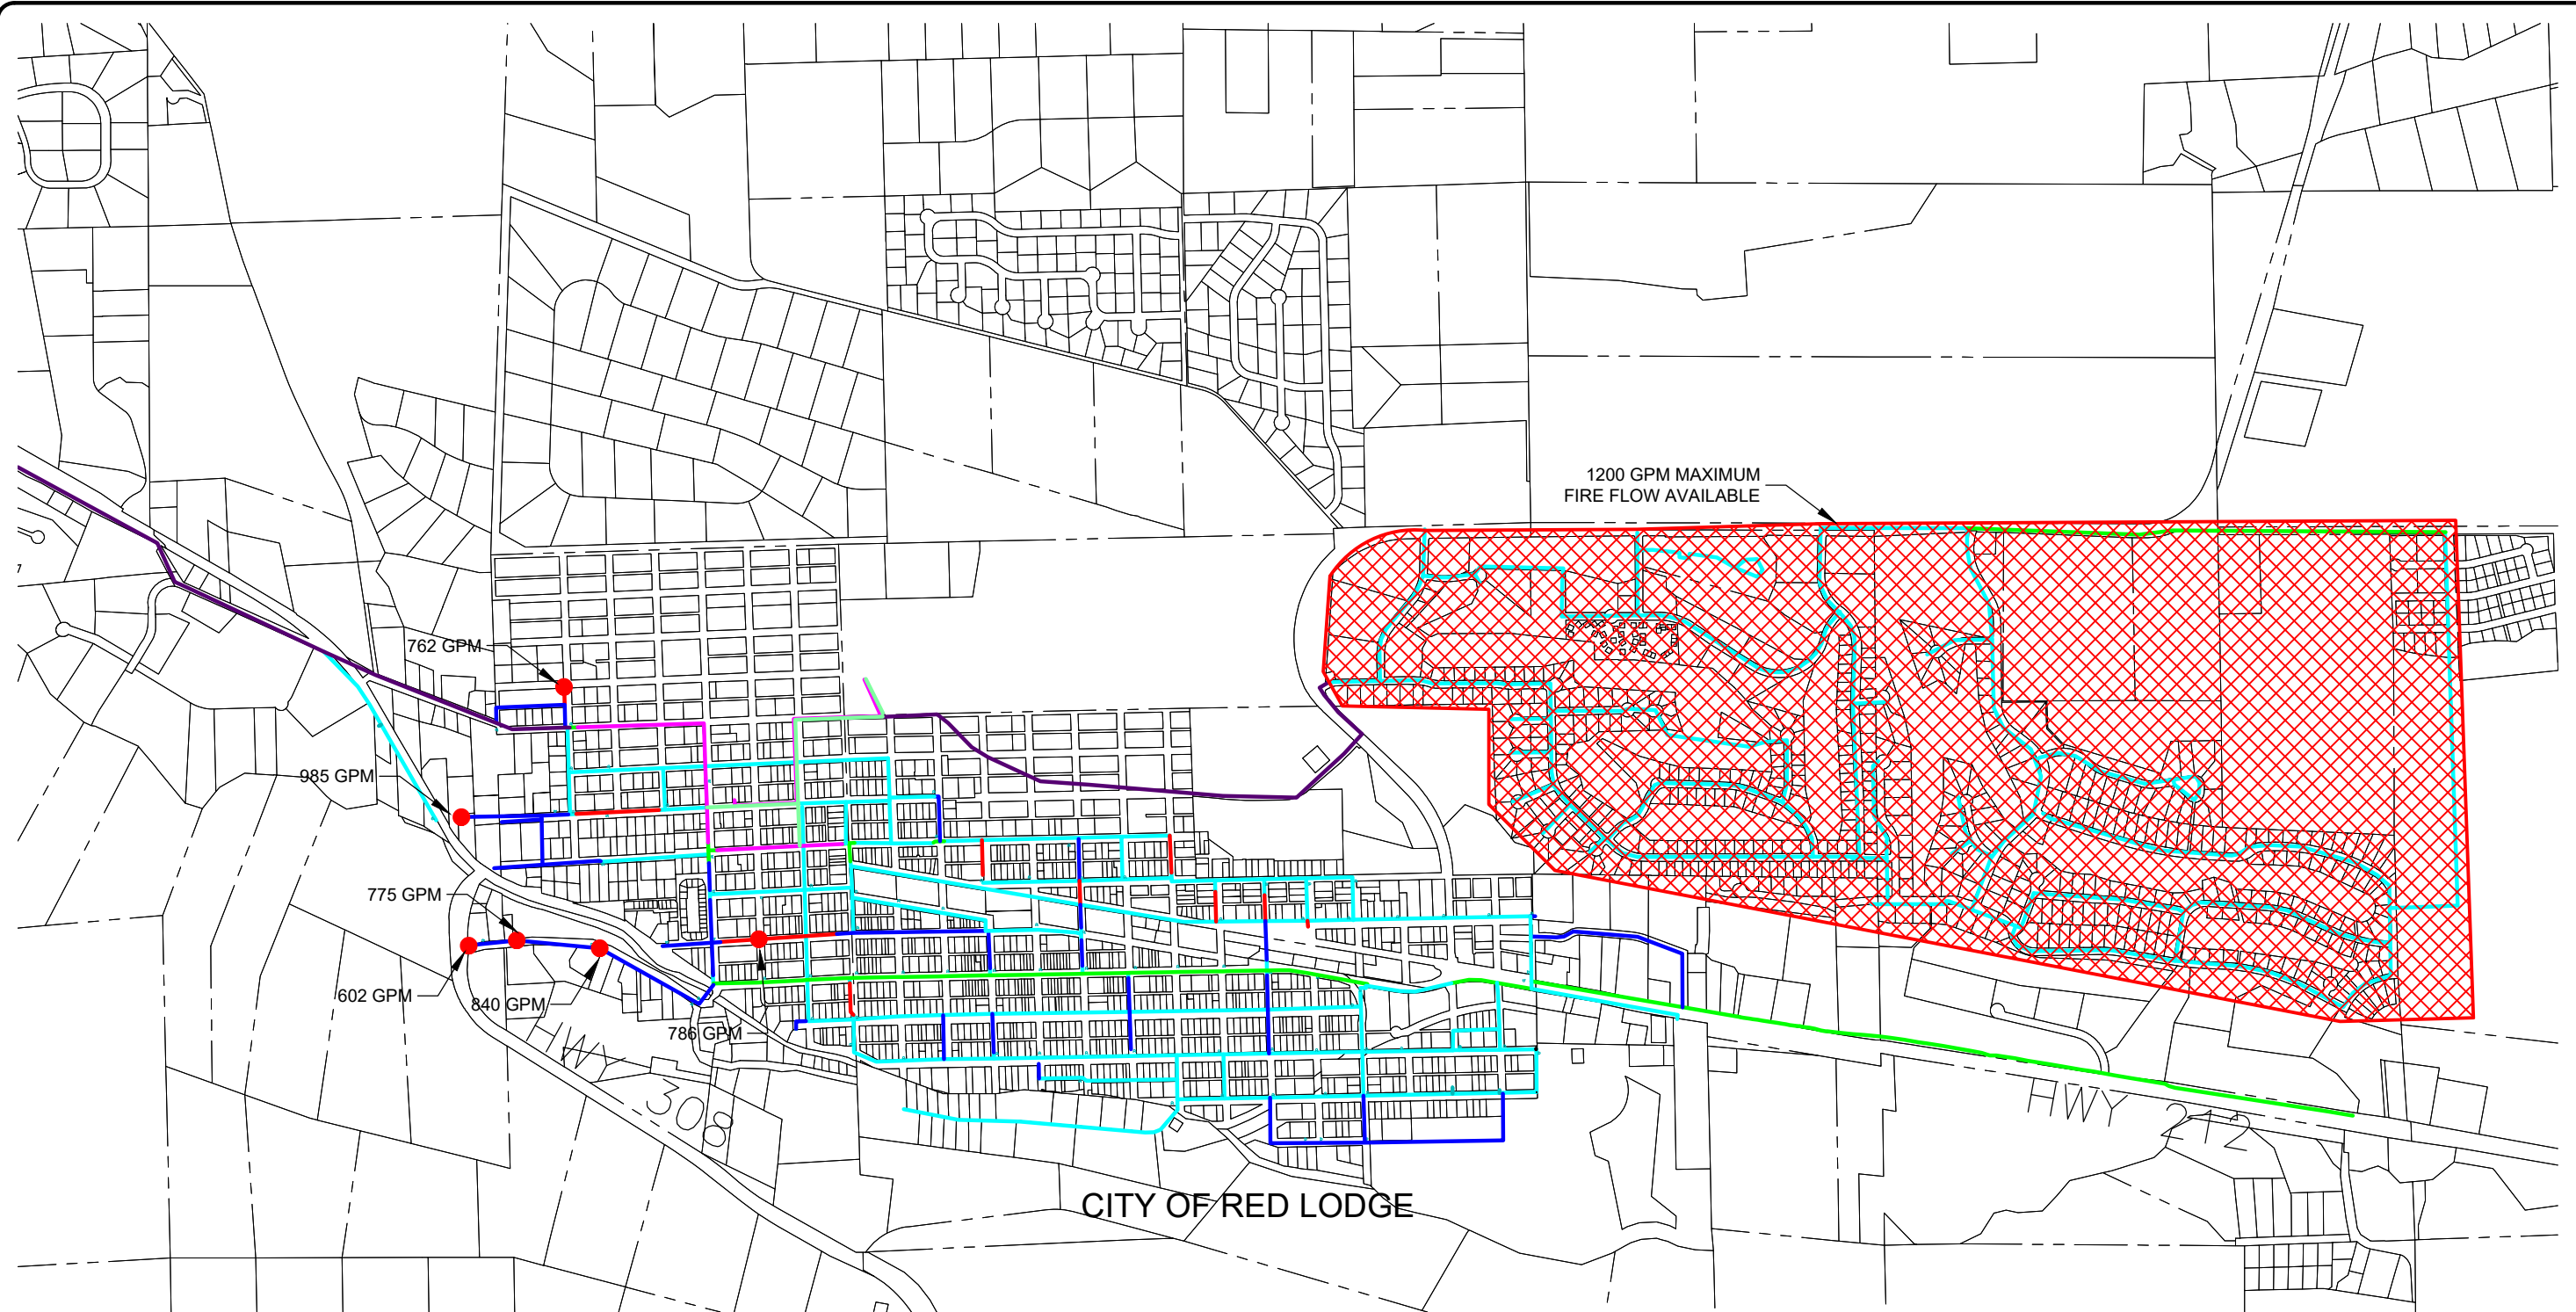 1200 GPM MAXIMUM
FIRE FLOW AVAILABLE
762 GPM
985 GPM
775 GPM
602 GPM
840 GPM
786 GPM
HWY 308
HWY 212
CITY OF RED LODGE